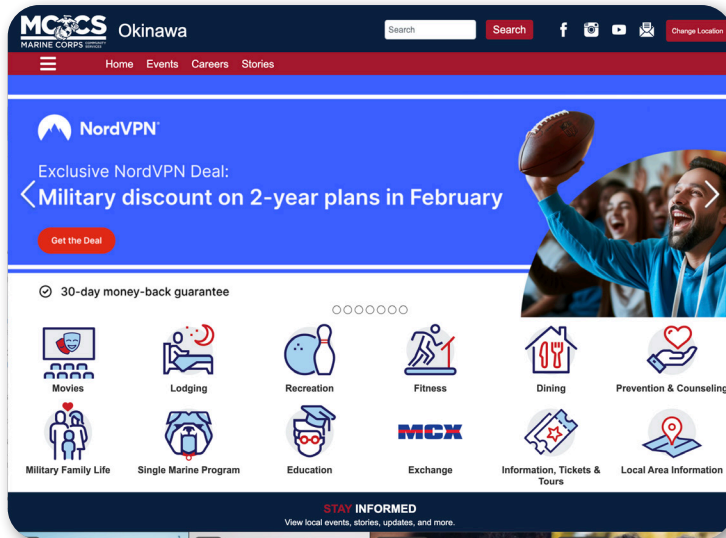 MCCS
MARINE CORPS COMMUNITY SERVICES
Okinawa
Search
Search
Change Location
Home Events Careers Stories
NordVPN®
Exclusive NordVPN Deal:
Military discount on 2-year plans in February
Get the Deal
30-day money-back guarantee
Movies
Lodging
Recreation
Fitness
Dining
Prevention & Counseling
Military Family Life
Single Marine Program
Education
MCX
Exchange
Information, Tickets &
Tours
Local Area Information
STAY INFORMED
View local events, stories, updates, and more.